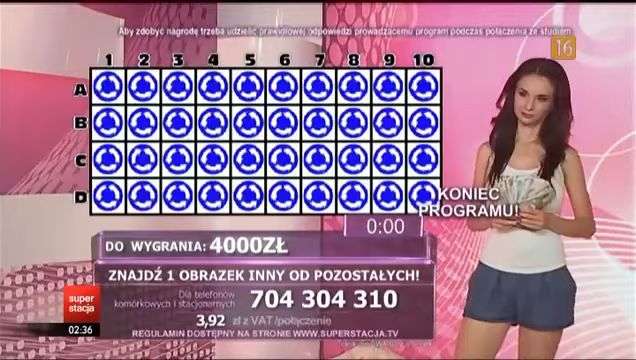 Aby zdobyć nagrodę trzeba udzielić prawidłowej odpowiedzi prowadzącemu program podczas połączenia ze studiem
16
1 2 3 4 5 6 7 8 9 10
A
B
C
D
KONIEC
PROGRAMU!
0:00
DO WYGRANIA: 4000ZŁ
ZNAJDŹ 1 OBRAZEK INNY OD POZOSTAŁYCH!
Dla telefonów
komórkowych i stacjonarnych
704 304 310
3,92 zł z VAT/połączenie
REGULAMIN DOSTĘPNY NA STRONIE WWW.SUPERSTACJA.TV
super
stacja
02:36